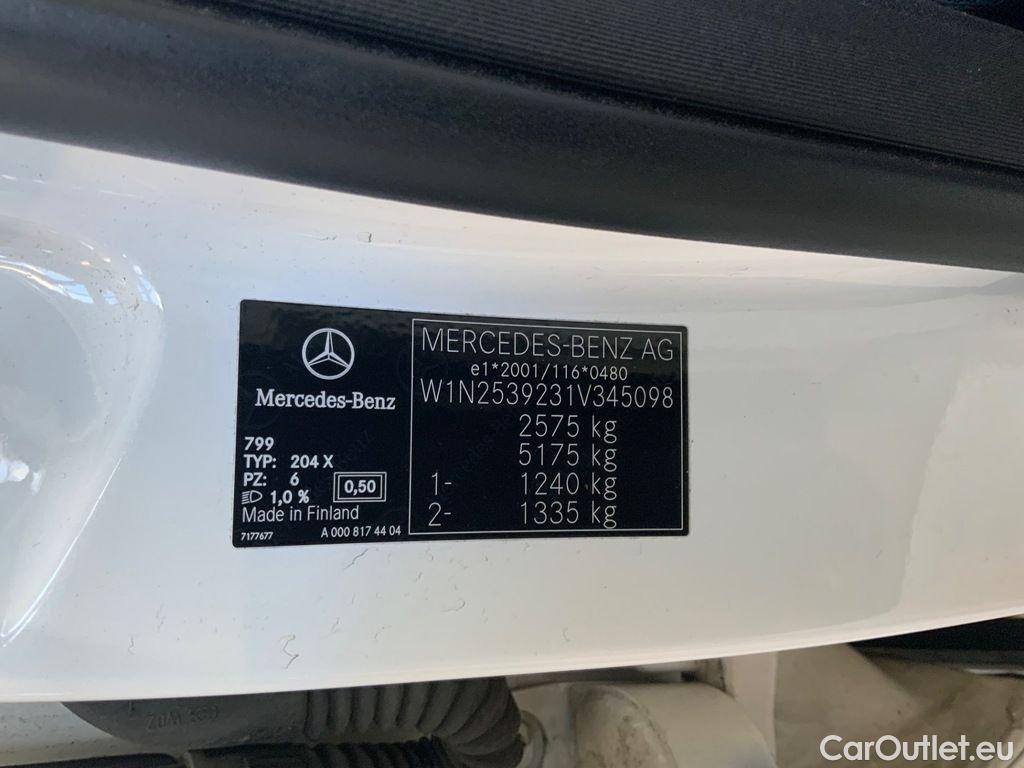 Mercedes-Benz
799
TYP: 204 X
PZ: 6
1,0 % 0,50
Made in Finland
7177677 A 000 817 44 04
MERCEDES-BENZ AG
e1*2001/116*0480
W1N2539231V345098
2575 kg
5175 kg
1- 1240 kg
2- 1335 kg
CarOutlet.eu